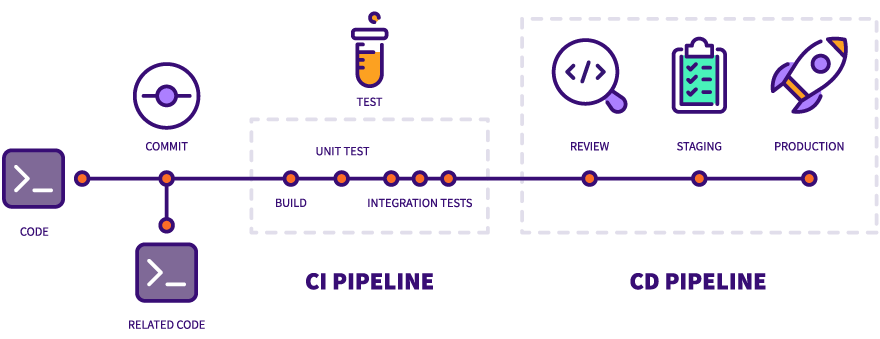 TEST
COMMIT
UNIT TEST
REVIEW
STAGING
PRODUCTION
BUILD
INTEGRATION TESTS
CODE
CI PIPELINE
CD PIPELINE
RELATED CODE